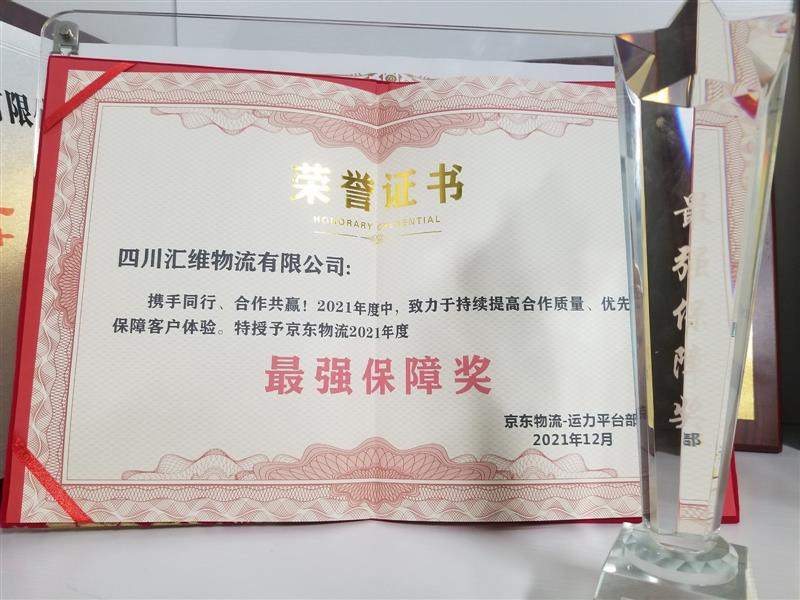 有限
荣誉证书
HONORARY CREDENTIAL
四川汇维物流有限公司:
携手同行、合作共赢！2021年度中，致力于持续提高合作质量、优先
保障客户体验。特授予京东物流2021年度
最强保障奖
京东物流-运力平台部
2021年12月
最强保障奖
部